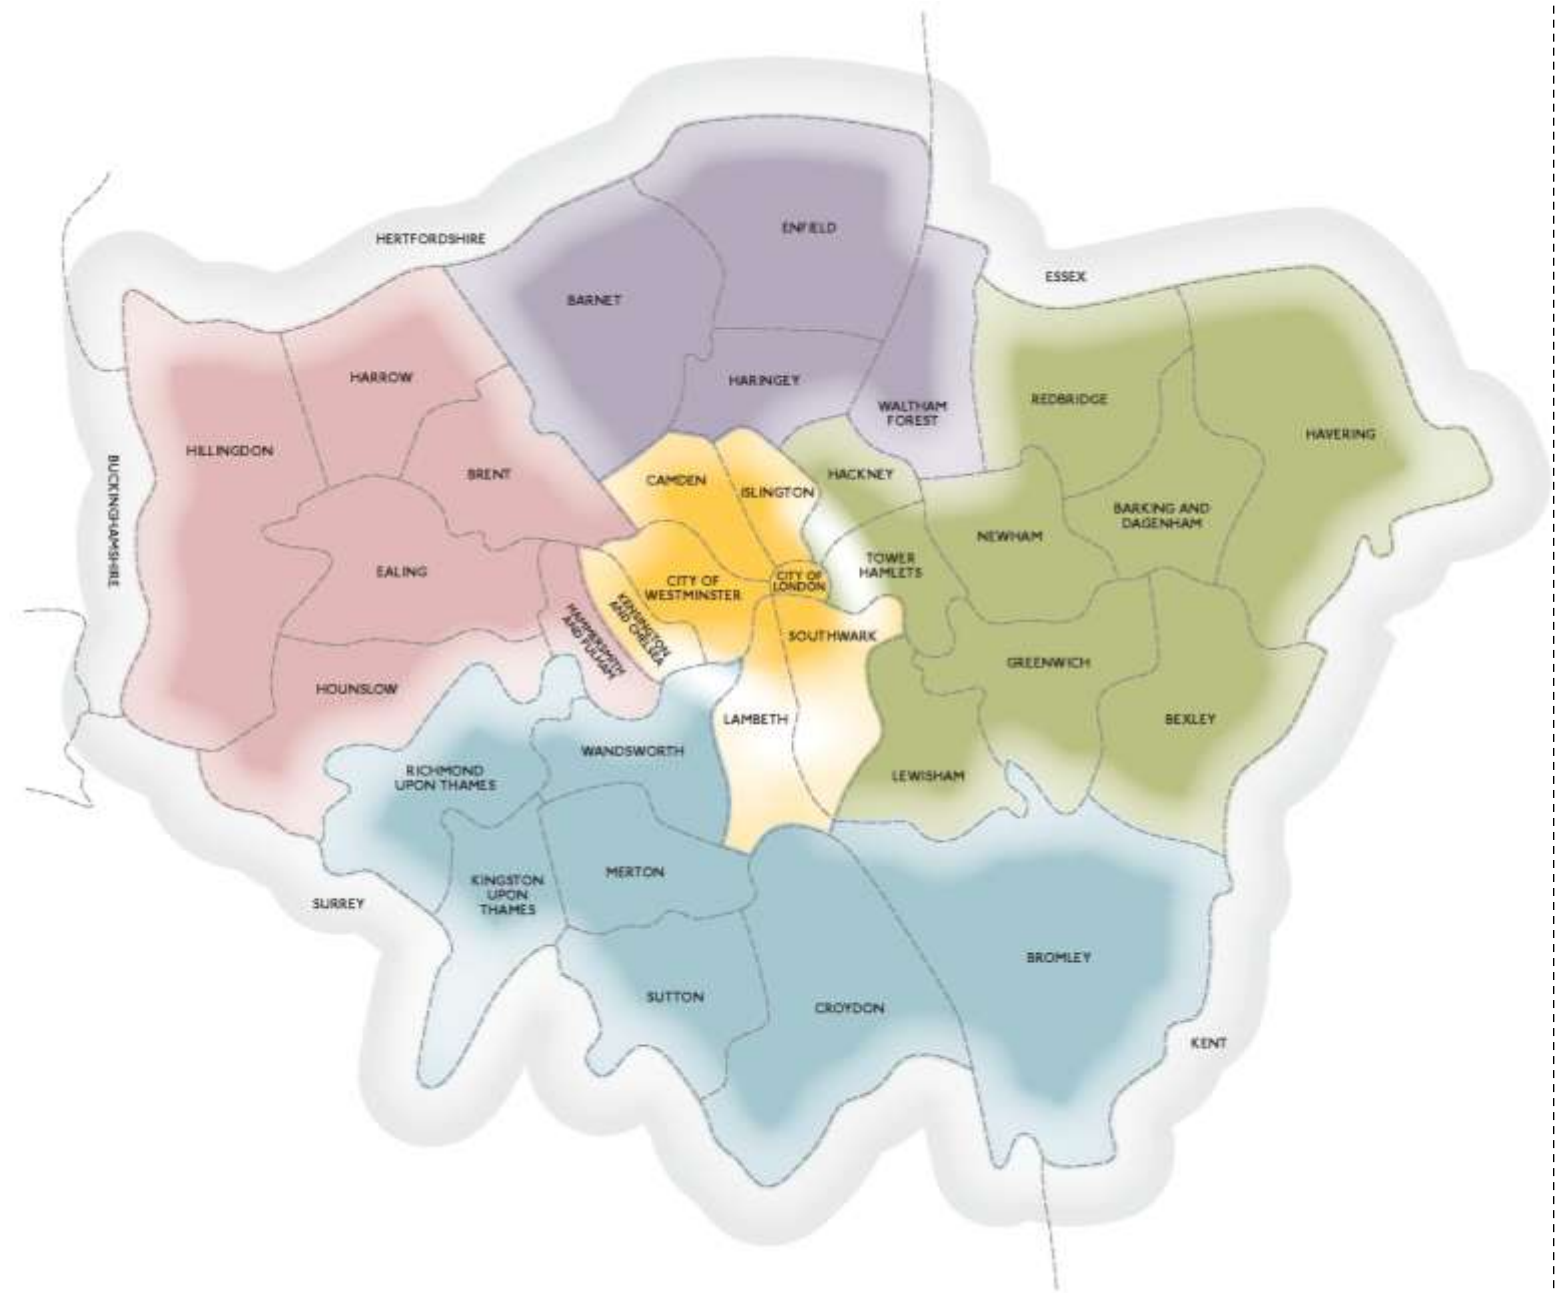 ENFIELD
HERTFORDSHIRE
ESSEX
BARNET
HARROW
HARINGEY
REDBRIDGE
WALTHAM
FOREST
HAVERING
HILLINGDON
BRENT
CAMDEN
ISLINGTON
HACKNEY
BUCKINGHAMSHIRE
BARKING AND
DAGENHAM
NEWHAM
EALING
TOWER
HAMLETS
CITY OF
WESTMINSTER
CITY OF
LONDON
KENSINGTON
AND CHELSEA
HAMMERSMITH
AND FULHAM
SOUTHWARK
GREENWICH
HOUNSLOW
LAMBETH
BEXLEY
WANDSWORTH
RICHMOND
UPON THAMES
LEWISHAM
MERTON
KINGSTON
UPON
THAMES
SURREY
BROMLEY
SUTTON
CROYDON
KENT